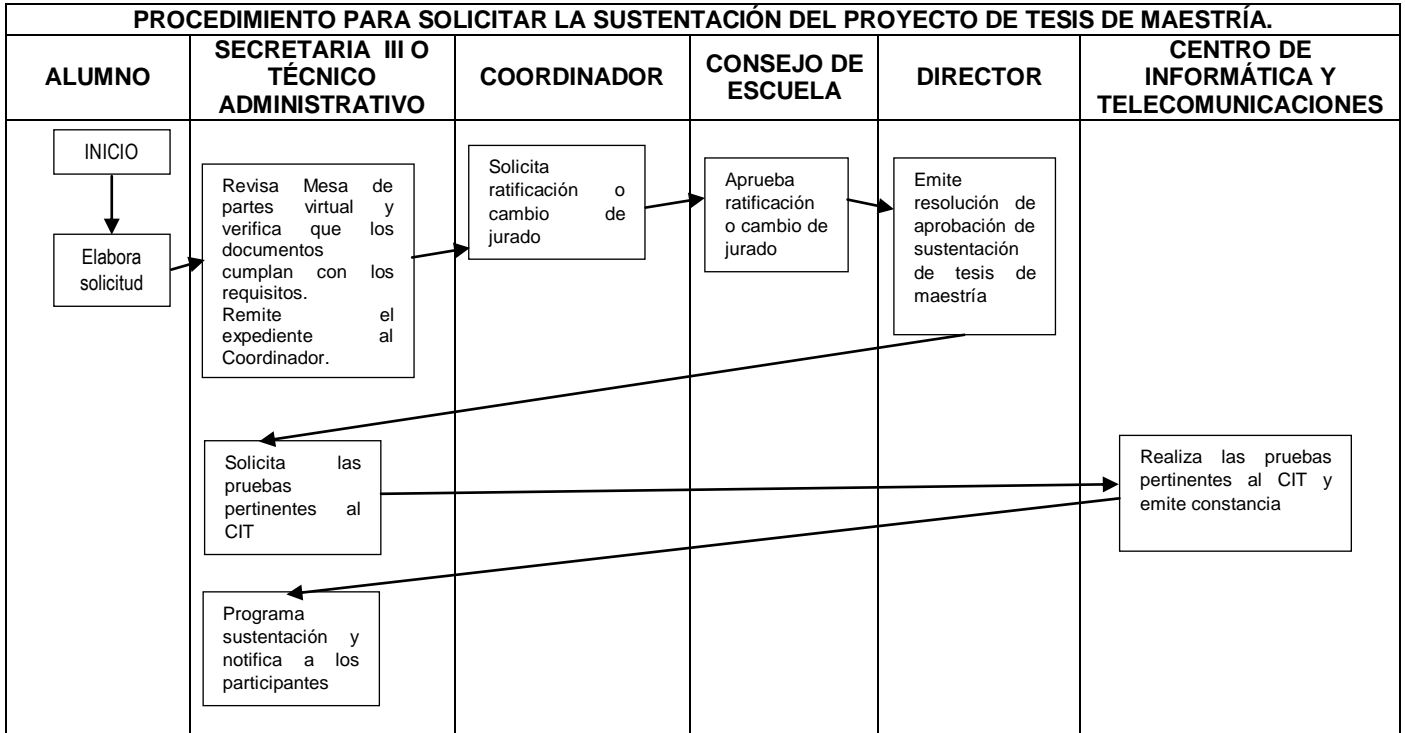 PROCEDIMIENTO PARA SOLICITAR LA SUSTENTACIÓN DEL PROYECTO DE TESIS DE MAESTRÍA.
ALUMNO
SECRETARIA III O
TÉCNICO
ADMINISTRATIVO
COORDINADOR
CONSEJO DE
ESCUELA
DIRECTOR
CENTRO DE
INFORMÁTICA Y
TELECOMUNICACIONES
INICIO
Elabora
solicitud
Revisa Mesa de
partes virtual y
verifica que los
documentos
cumplan con los
requisitos.
Remite el
expediente al
Coordinador.
Solicita
ratificación o
cambio de
jurado
Aprueba
ratificación
o cambio de
jurado
Emite
resolución de
aprobación de
sustentación
de tesis de
maestría
Solicita las
pruebas
pertinentes al
CIT
Realiza las pruebas
pertinentes al CIT y
emite constancia
Programa
sustentación y
notifica a los
participantes